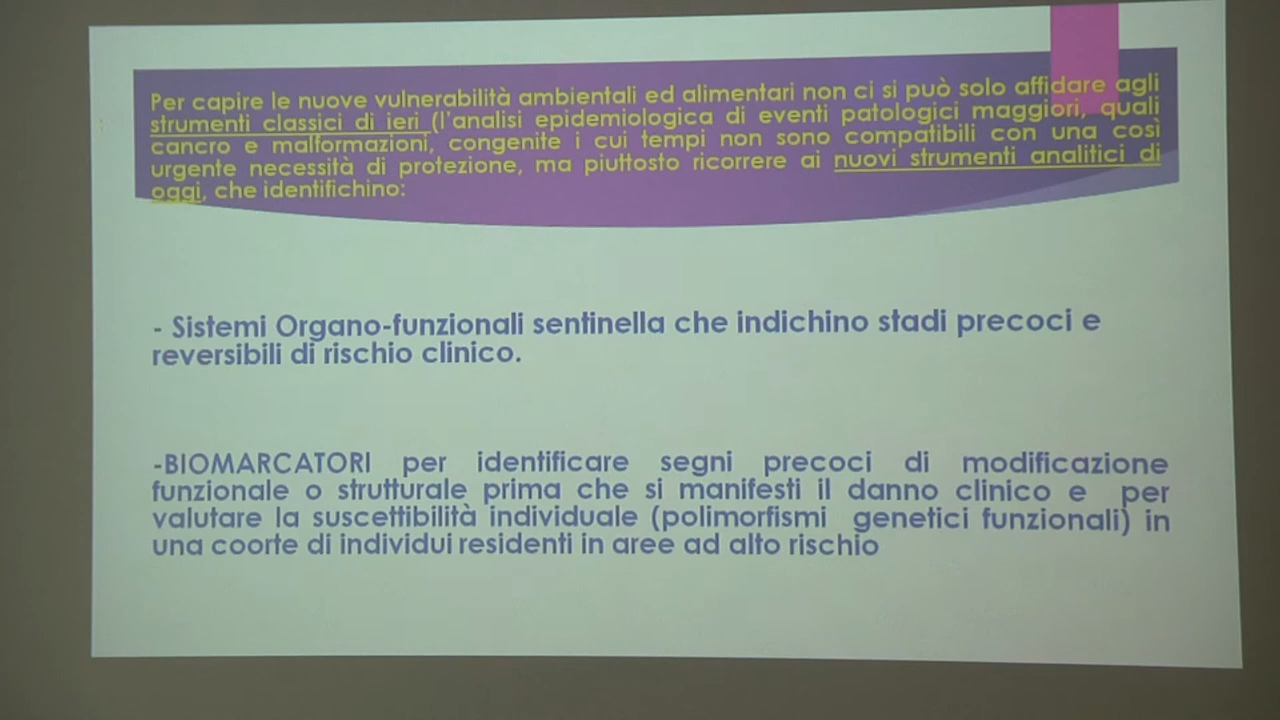 Per capire le nuove vulnerabilità ambientali ed alimentari non ci si può solo affidare agli
strumenti classici di ieri (l'analisi epidemiologica di eventi patologici maggiori, quali
cancro e malformazioni, congenite i cui tempi non sono compatibili con una così
urgente necessità di protezione, ma piuttosto ricorrere ai nuovi strumenti analitici di
oggi, che identifichino:
- Sistemi Organo-funzionali sentinella che indichino stadi precoci e
reversibili di rischio clinico.
-BIOMARCATORI per identificare segni precoci di modificazione
funzionale o strutturale prima che si manifesti il danno clinico e per
valutare la suscettibilità individuale (polimorfismi genetici funzionali) in
una coorte di individui residenti in aree ad alto rischio